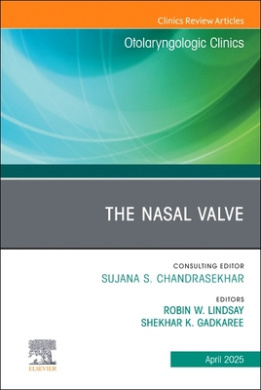 Clinics Review Articles
Otolaryngologic Clinics
THE NASAL VALVE
CONSULTING EDITOR
SUJANA S. CHANDRASEKHAR
EDITORS
ROBIN W. LINDSAY
SHEKHAR K. GADKAREE
ELSEVIER
April 2025